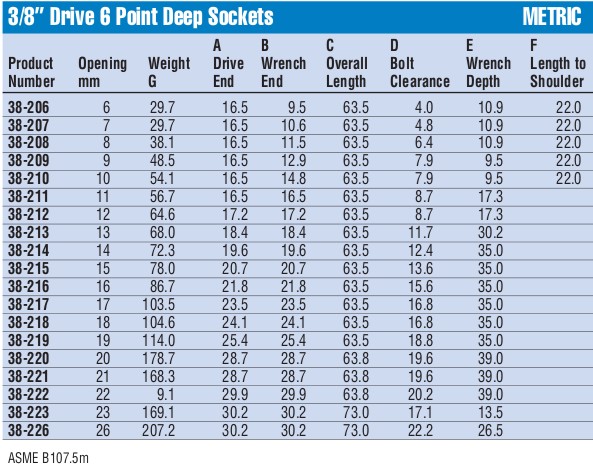 3/8" Drive 6 Point Deep Sockets METRIC
A B C D E F
Product Opening Weight Drive Wrench Overall Bolt Wrench Length to
Number mm G End End Length Clearance Depth Shoulder
38-206 6 29.7 16.5 9.5 63.5 4.0 10.9 22.0
38-207 7 29.7 16.5 10.6 63.5 4.8 10.9 22.0
38-208 8 38.1 16.5 11.5 63.5 6.4 10.9 22.0
38-209 9 48.5 16.5 12.9 63.5 7.9 9.5 22.0
38-210 10 54.1 16.5 14.8 63.5 7.9 9.5 22.0
38-211 11 56.7 16.5 16.5 63.5 8.7 17.3
38-212 12 64.6 17.2 17.2 63.5 8.7 17.3
38-213 13 68.0 18.4 18.4 63.5 11.7 30.2
38-214 14 72.3 19.6 19.6 63.5 12.4 35.0
38-215 15 78.0 20.7 20.7 63.5 13.6 35.0
38-216 16 86.7 21.8 21.8 63.5 15.6 35.0
38-217 17 103.5 23.5 23.5 63.5 16.8 35.0
38-218 18 104.6 24.1 24.1 63.5 16.8 35.0
38-219 19 114.0 25.4 25.4 63.5 18.8 35.0
38-220 20 178.7 28.7 28.7 63.8 19.6 39.0
38-221 21 168.3 28.7 28.7 63.8 19.6 39.0
38-222 22 9.1 29.9 29.9 63.8 20.2 39.0
38-223 23 169.1 30.2 30.2 73.0 17.1 13.5
38-226 26 207.2 30.2 30.2 73.0 22.2 26.5
ASME B107.5m